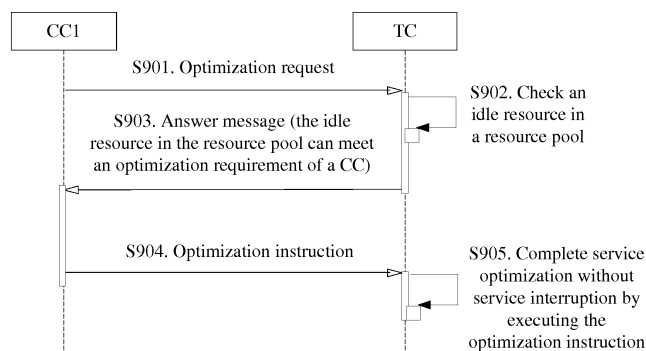 CC1
TC
S901. Optimization request
S902. Check an
idle resource in
a resource pool
S903. Answer message (the idle
resource in the resource pool can meet
an optimization requirement of a CC)
S904. Optimization instruction
S905. Complete service
optimization without
service interruption by
executing the
optimization instruction